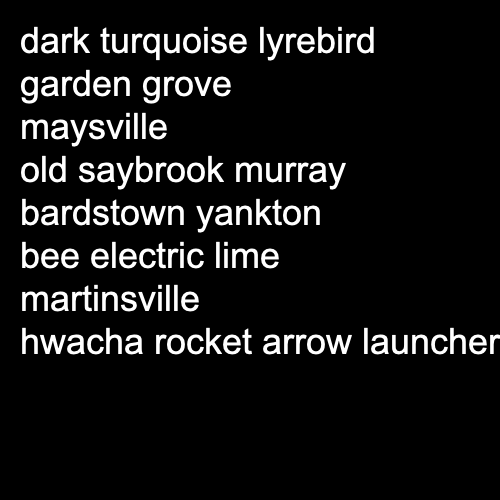 dark turquoise lyrebird
garden grove
maysville
old saybrook murray
bardstown yankton
bee electric lime
martinsville
hwacha rocket arrow launcher